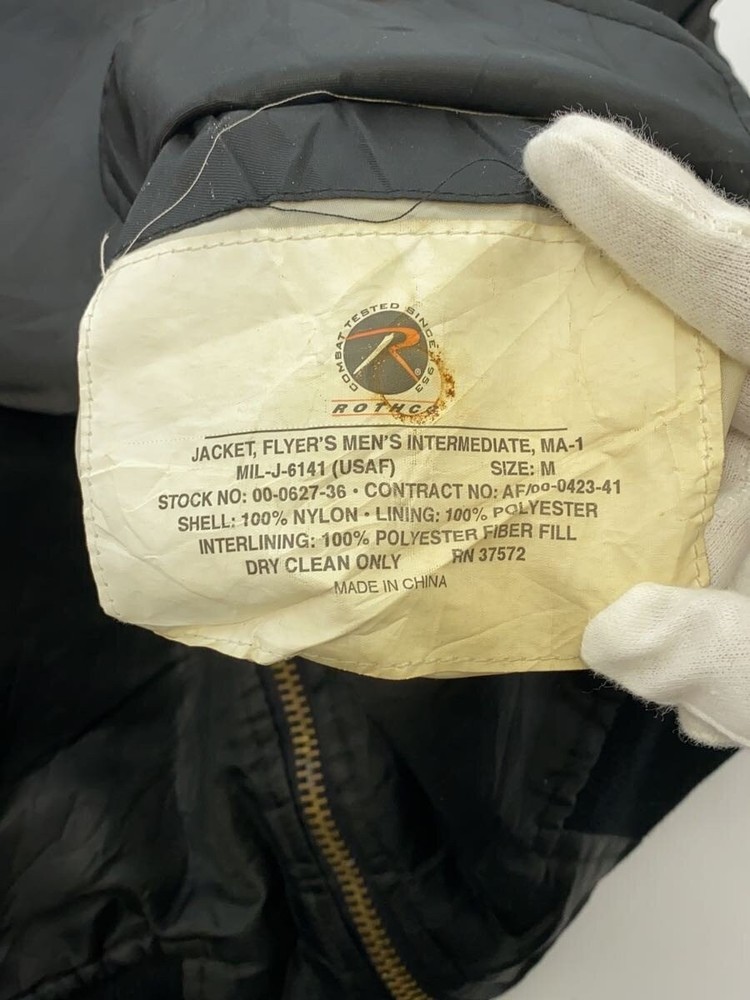 COMBAT TESTED SINCE 1953
R
ROTHCO
JACKET, FLYER'S MEN'S INTERMEDIATE, MA-1
MIL-J-6141 (USAF) SIZE: M
STOCK NO: 00-0627-36 • CONTRACT NO: AF/00-0423-41
SHELL: 100% NYLON • LINING: 100% POLYESTER
INTERLINING: 100% POLYESTER FIBER FILL
DRY CLEAN ONLY RN 37572
MADE IN CHINA